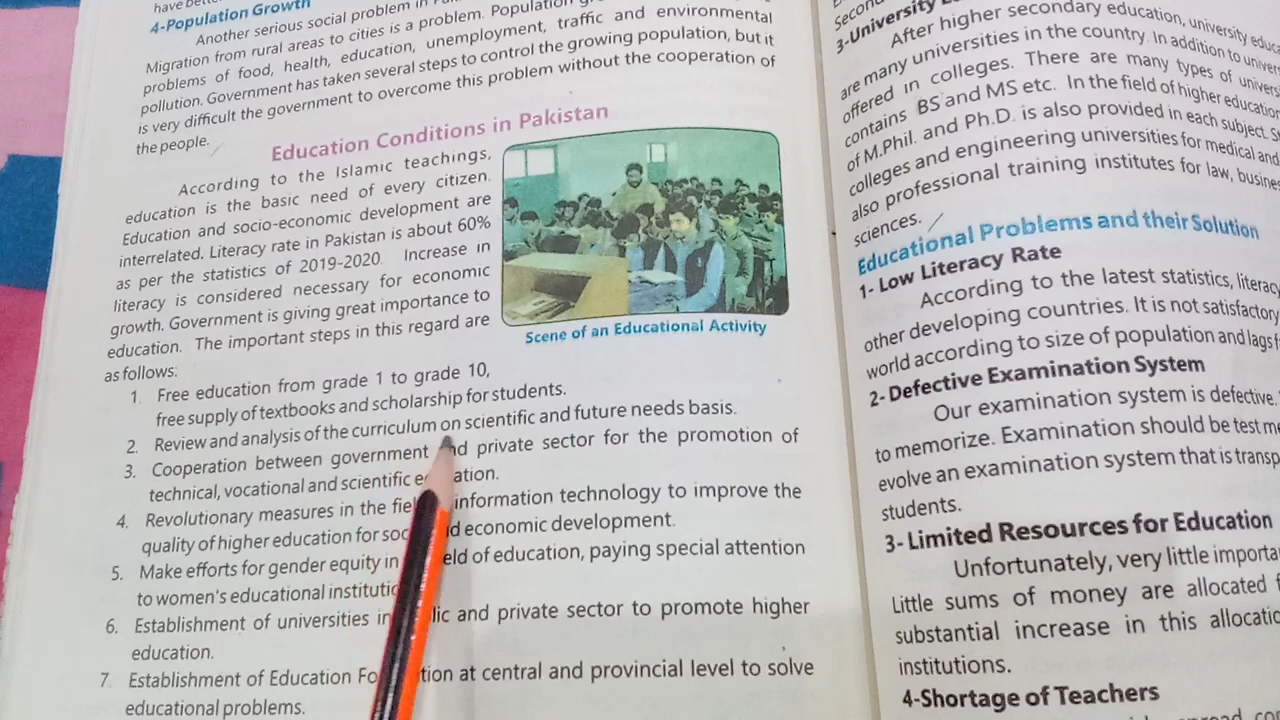 have
4-Population Growth
Another serious social problem in
Migration from rural areas to cities is a problem. Population
problems of food, health, education, unemployment, traffic and environmental
pollution. Government has taken several steps to control the growing population, but it
is very difficult the government to overcome this problem without the cooperation of
the people.
Education Conditions in Pakistan
According to the Islamic teachings,
education is the basic need of every citizen.
Education and socio-economic development are
interrelated. Literacy rate in Pakistan is about 60%
as per the statistics of 2019-2020. Increase in
literacy is considered necessary for economic
growth. Government is giving great importance to
education. The important steps in this regard are
as follows:
Scene of an Educational Activity
1. Free education from grade 1 to grade 10,
free supply of textbooks and scholarship for students.
2. Review and analysis of the curriculum on scientific and future needs basis.
3. Cooperation between government and private sector for the promotion of
technical, vocational and scientific education.
4. Revolutionary measures in the field information technology to improve the
quality of higher education for social and economic development.
5. Make efforts for gender equity in field of education, paying special attention
to women's educational
6. Establishment of universities in public and private sector to promote higher
education.
7. Establishment of Education Foundation at central and provincial level to solve
educational problems.
3-University
After higher secondary education, university
are many universities in the country. In addition to
offered in colleges. There are many types of
contains BS and MS etc. In the field of higher
of M.Phil. and Ph.D. is also provided in each subject.
colleges and engineering universities for medical and
also professional training institutes for law,
sciences.
Educational Problems and their Solution
1- Low Literacy Rate
According to the latest statistics,
other developing countries. It is not satisfactory
world according to size of population and lags
2- Defective Examination System
Our examination system is defective.
to memorize. Examination should be test
evolve an examination system that is
students.
3- Limited Resources for Education
Unfortunately, very little
Little sums of money are allocated
substantial increase in this
institutions.
4-Shortage of Teachers